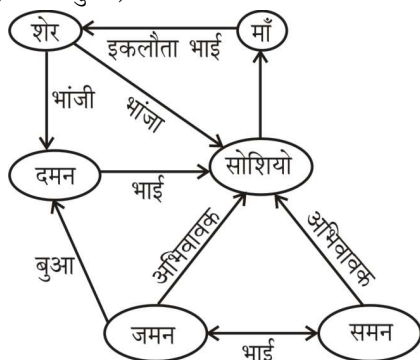 शेर
माँ
इकलौता भाई
भांजी
भांजा
सोशियो
दमन
भाई
अभिवावक
अभिवावक
बुआ
जमन
समन
भाई